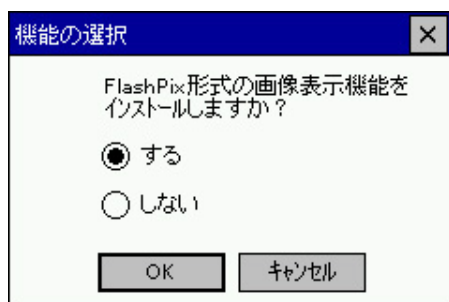 機能の選択
FlashPix形式の画像表示機能を
ｲﾝｽﾄｰﾙしますか？
する
しない
OK
ｷｬﾝｾﾙ